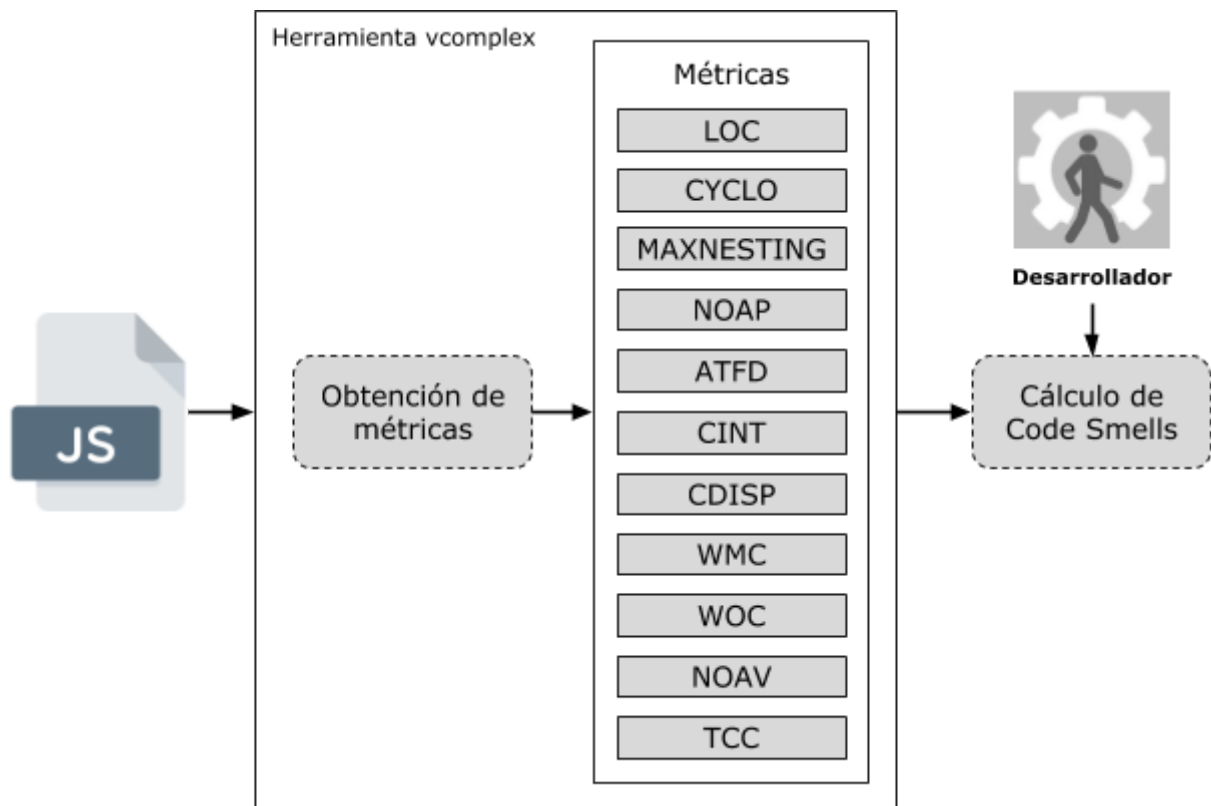 Herramienta vcomplex
Métricas
LOC
CYCLO
MAXNESTING
NOAP
ATFD
CINT
CDISP
WMC
WOC
NOAV
TCC
JS
Obtención de
métricas
Desarrollador
Cálculo de
Code Smells